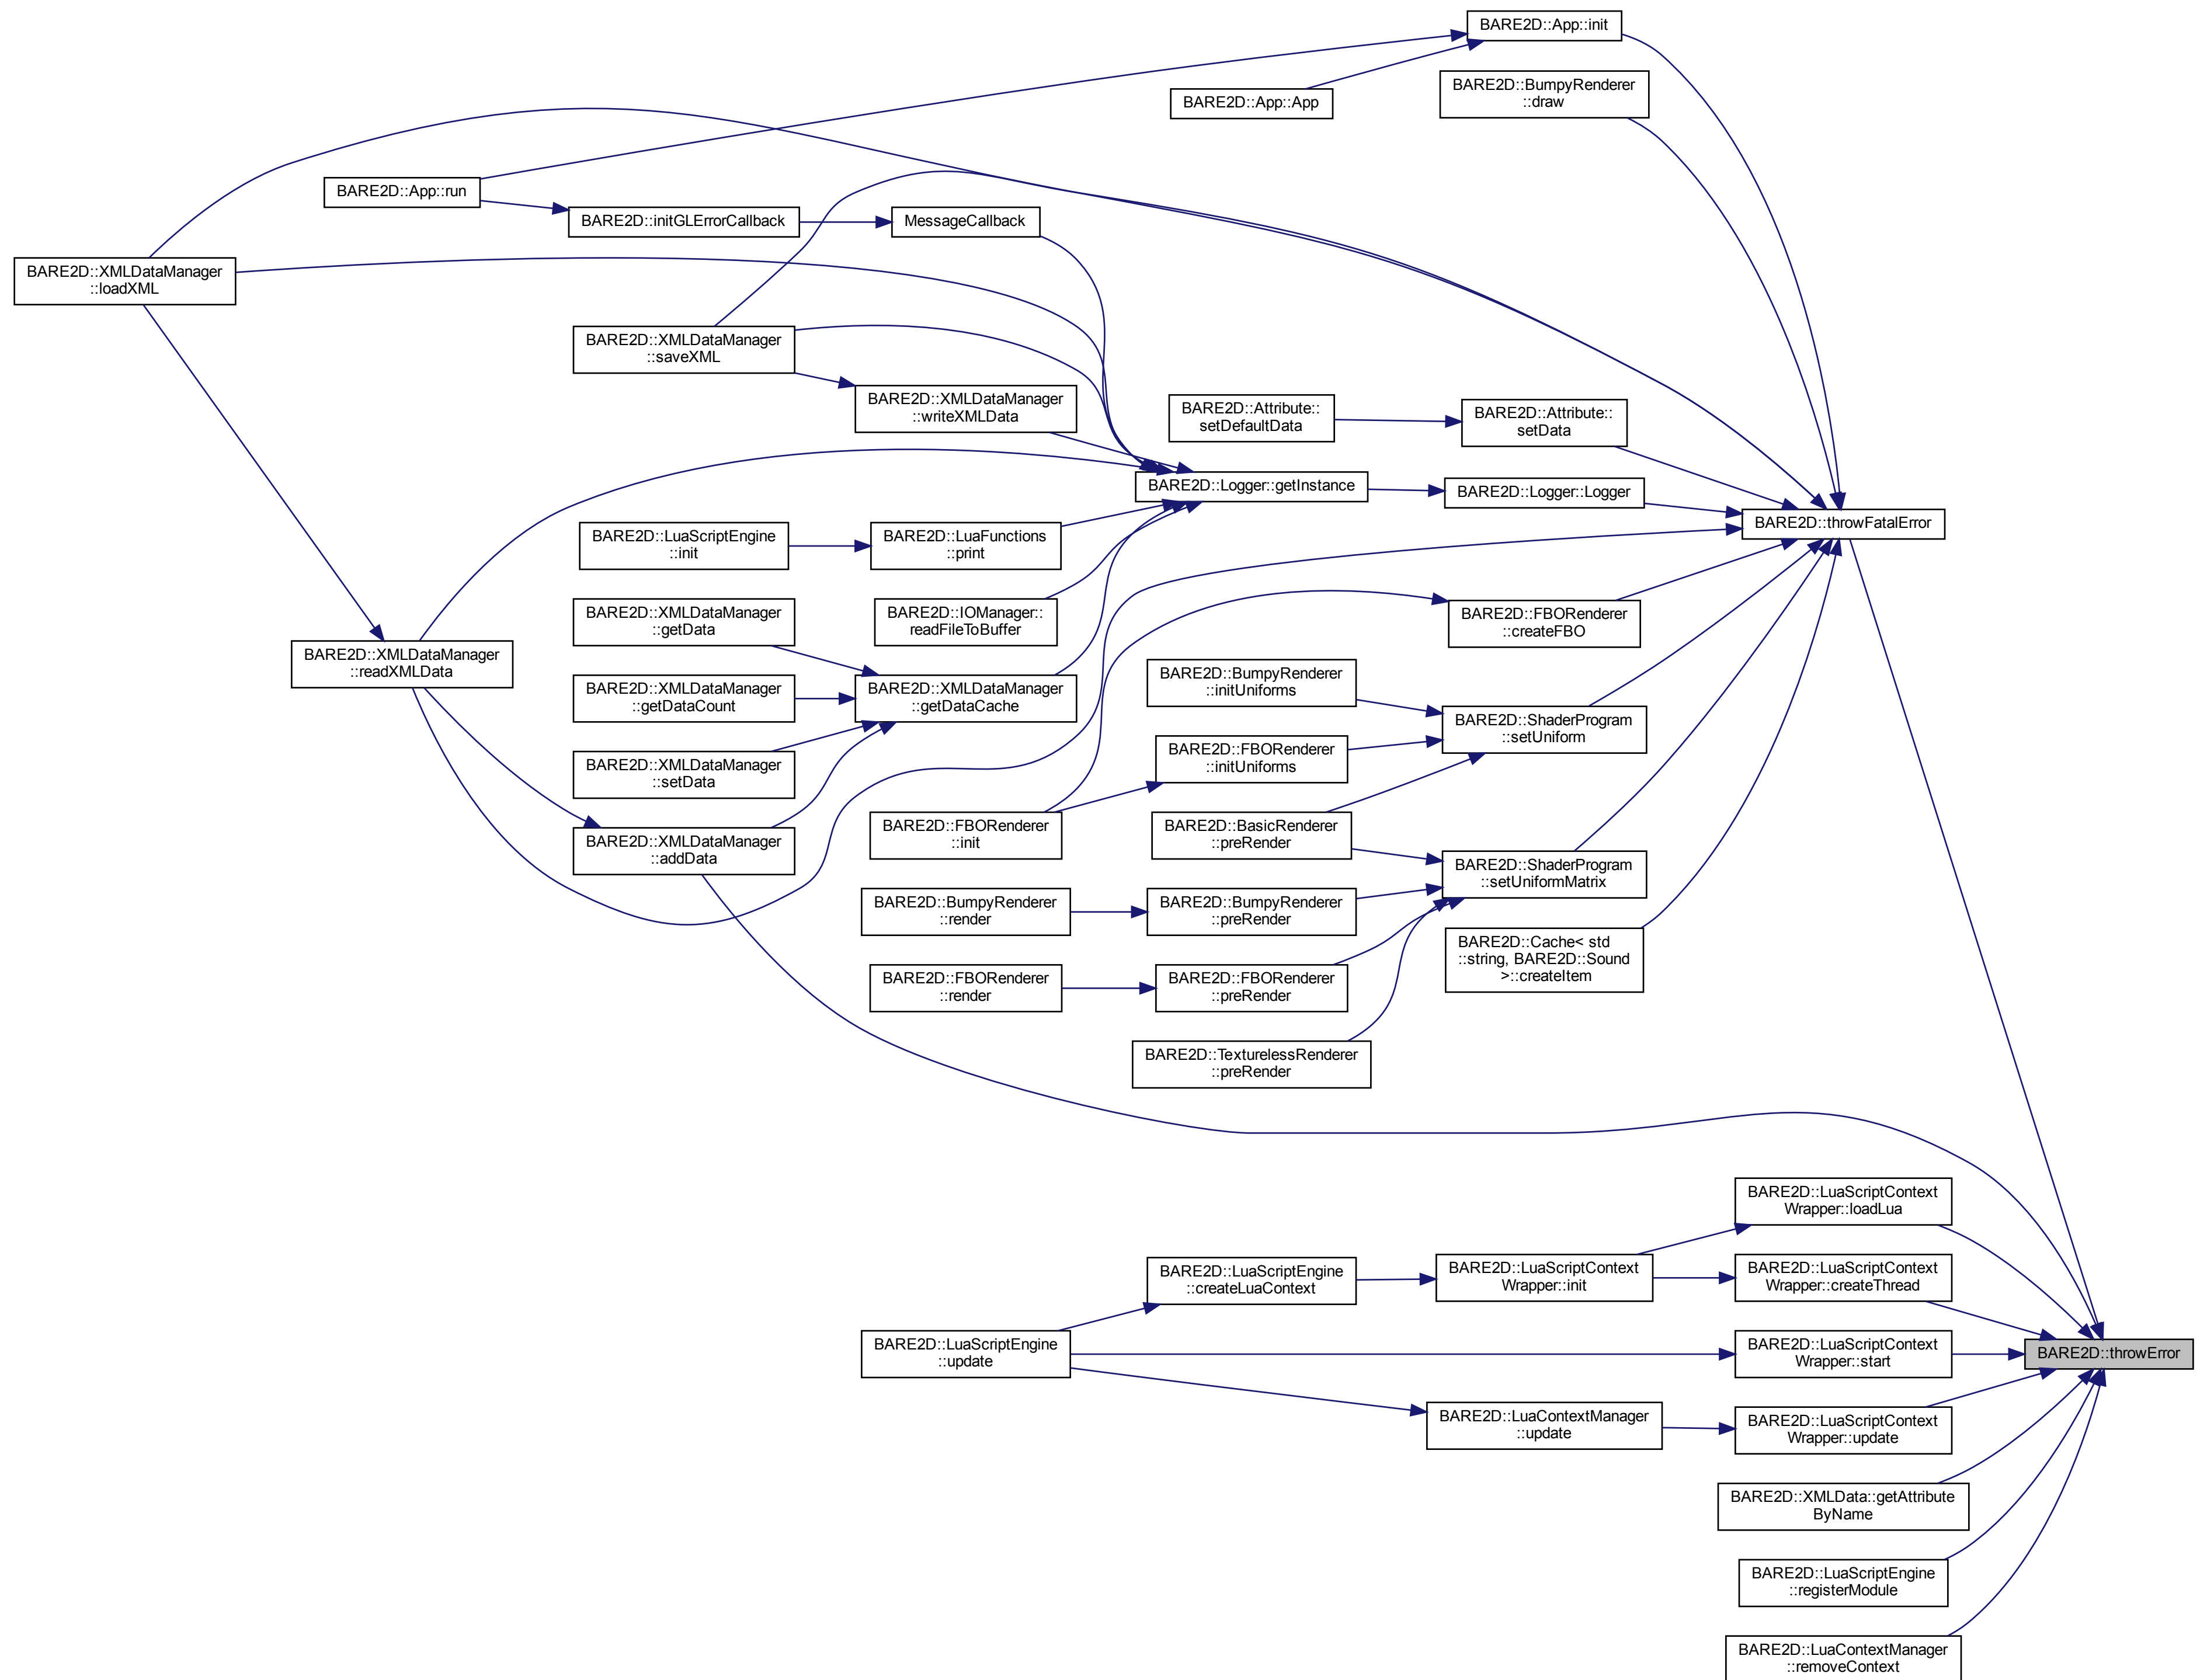 BARE2D::App::init
BARE2D::BumpyRenderer
::draw
BARE2D::App::App
BARE2D::App::run
BARE2D::initGLErrorCallback
MessageCallback
BARE2D::XMLDataManager
::loadXML
BARE2D::XMLDataManager
::saveXML
BARE2D::XMLDataManager
::writeXMLData
BARE2D::Attribute::
setDefaultData
BARE2D::Attribute::
setData
BARE2D::Logger::getInstance
BARE2D::Logger::Logger
BARE2D::throwFatalError
BARE2D::LuaScriptEngine
::init
BARE2D::LuaFunctions
::print
BARE2D::XMLDataManager
::getData
BARE2D::IOManager::
readFileToBuffer
BARE2D::FBORenderer
::createFBO
BARE2D::XMLDataManager
::readXMLData
BARE2D::XMLDataManager
::getDataCount
BARE2D::XMLDataManager
::getDataCache
BARE2D::BumpyRenderer
::initUniforms
BARE2D::ShaderProgram
::setUniform
BARE2D::XMLDataManager
::setData
BARE2D::FBORenderer
::initUniforms
BARE2D::XMLDataManager
::addData
BARE2D::FBORenderer
::init
BARE2D::BasicRenderer
::preRender
BARE2D::ShaderProgram
::setUniformMatrix
BARE2D::BumpyRenderer
::render
BARE2D::BumpyRenderer
::preRender
BARE2D::Cache< std
::string, BARE2D::Sound
>::createItem
BARE2D::FBORenderer
::render
BARE2D::FBORenderer
::preRender
BARE2D::TexturelessRenderer
::preRender
BARE2D::LuaScriptContext
Wrapper::loadLua
BARE2D::LuaScriptEngine
::createLuaContext
BARE2D::LuaScriptContext
Wrapper::init
BARE2D::LuaScriptContext
Wrapper::createThread
BARE2D::LuaScriptEngine
::update
BARE2D::LuaScriptContext
Wrapper::start
BARE2D::throwError
BARE2D::LuaContextManager
::update
BARE2D::LuaScriptContext
Wrapper::update
BARE2D::XMLData::getAttribute
ByName
BARE2D::LuaScriptEngine
::registerModule
BARE2D::LuaContextManager
::removeContext